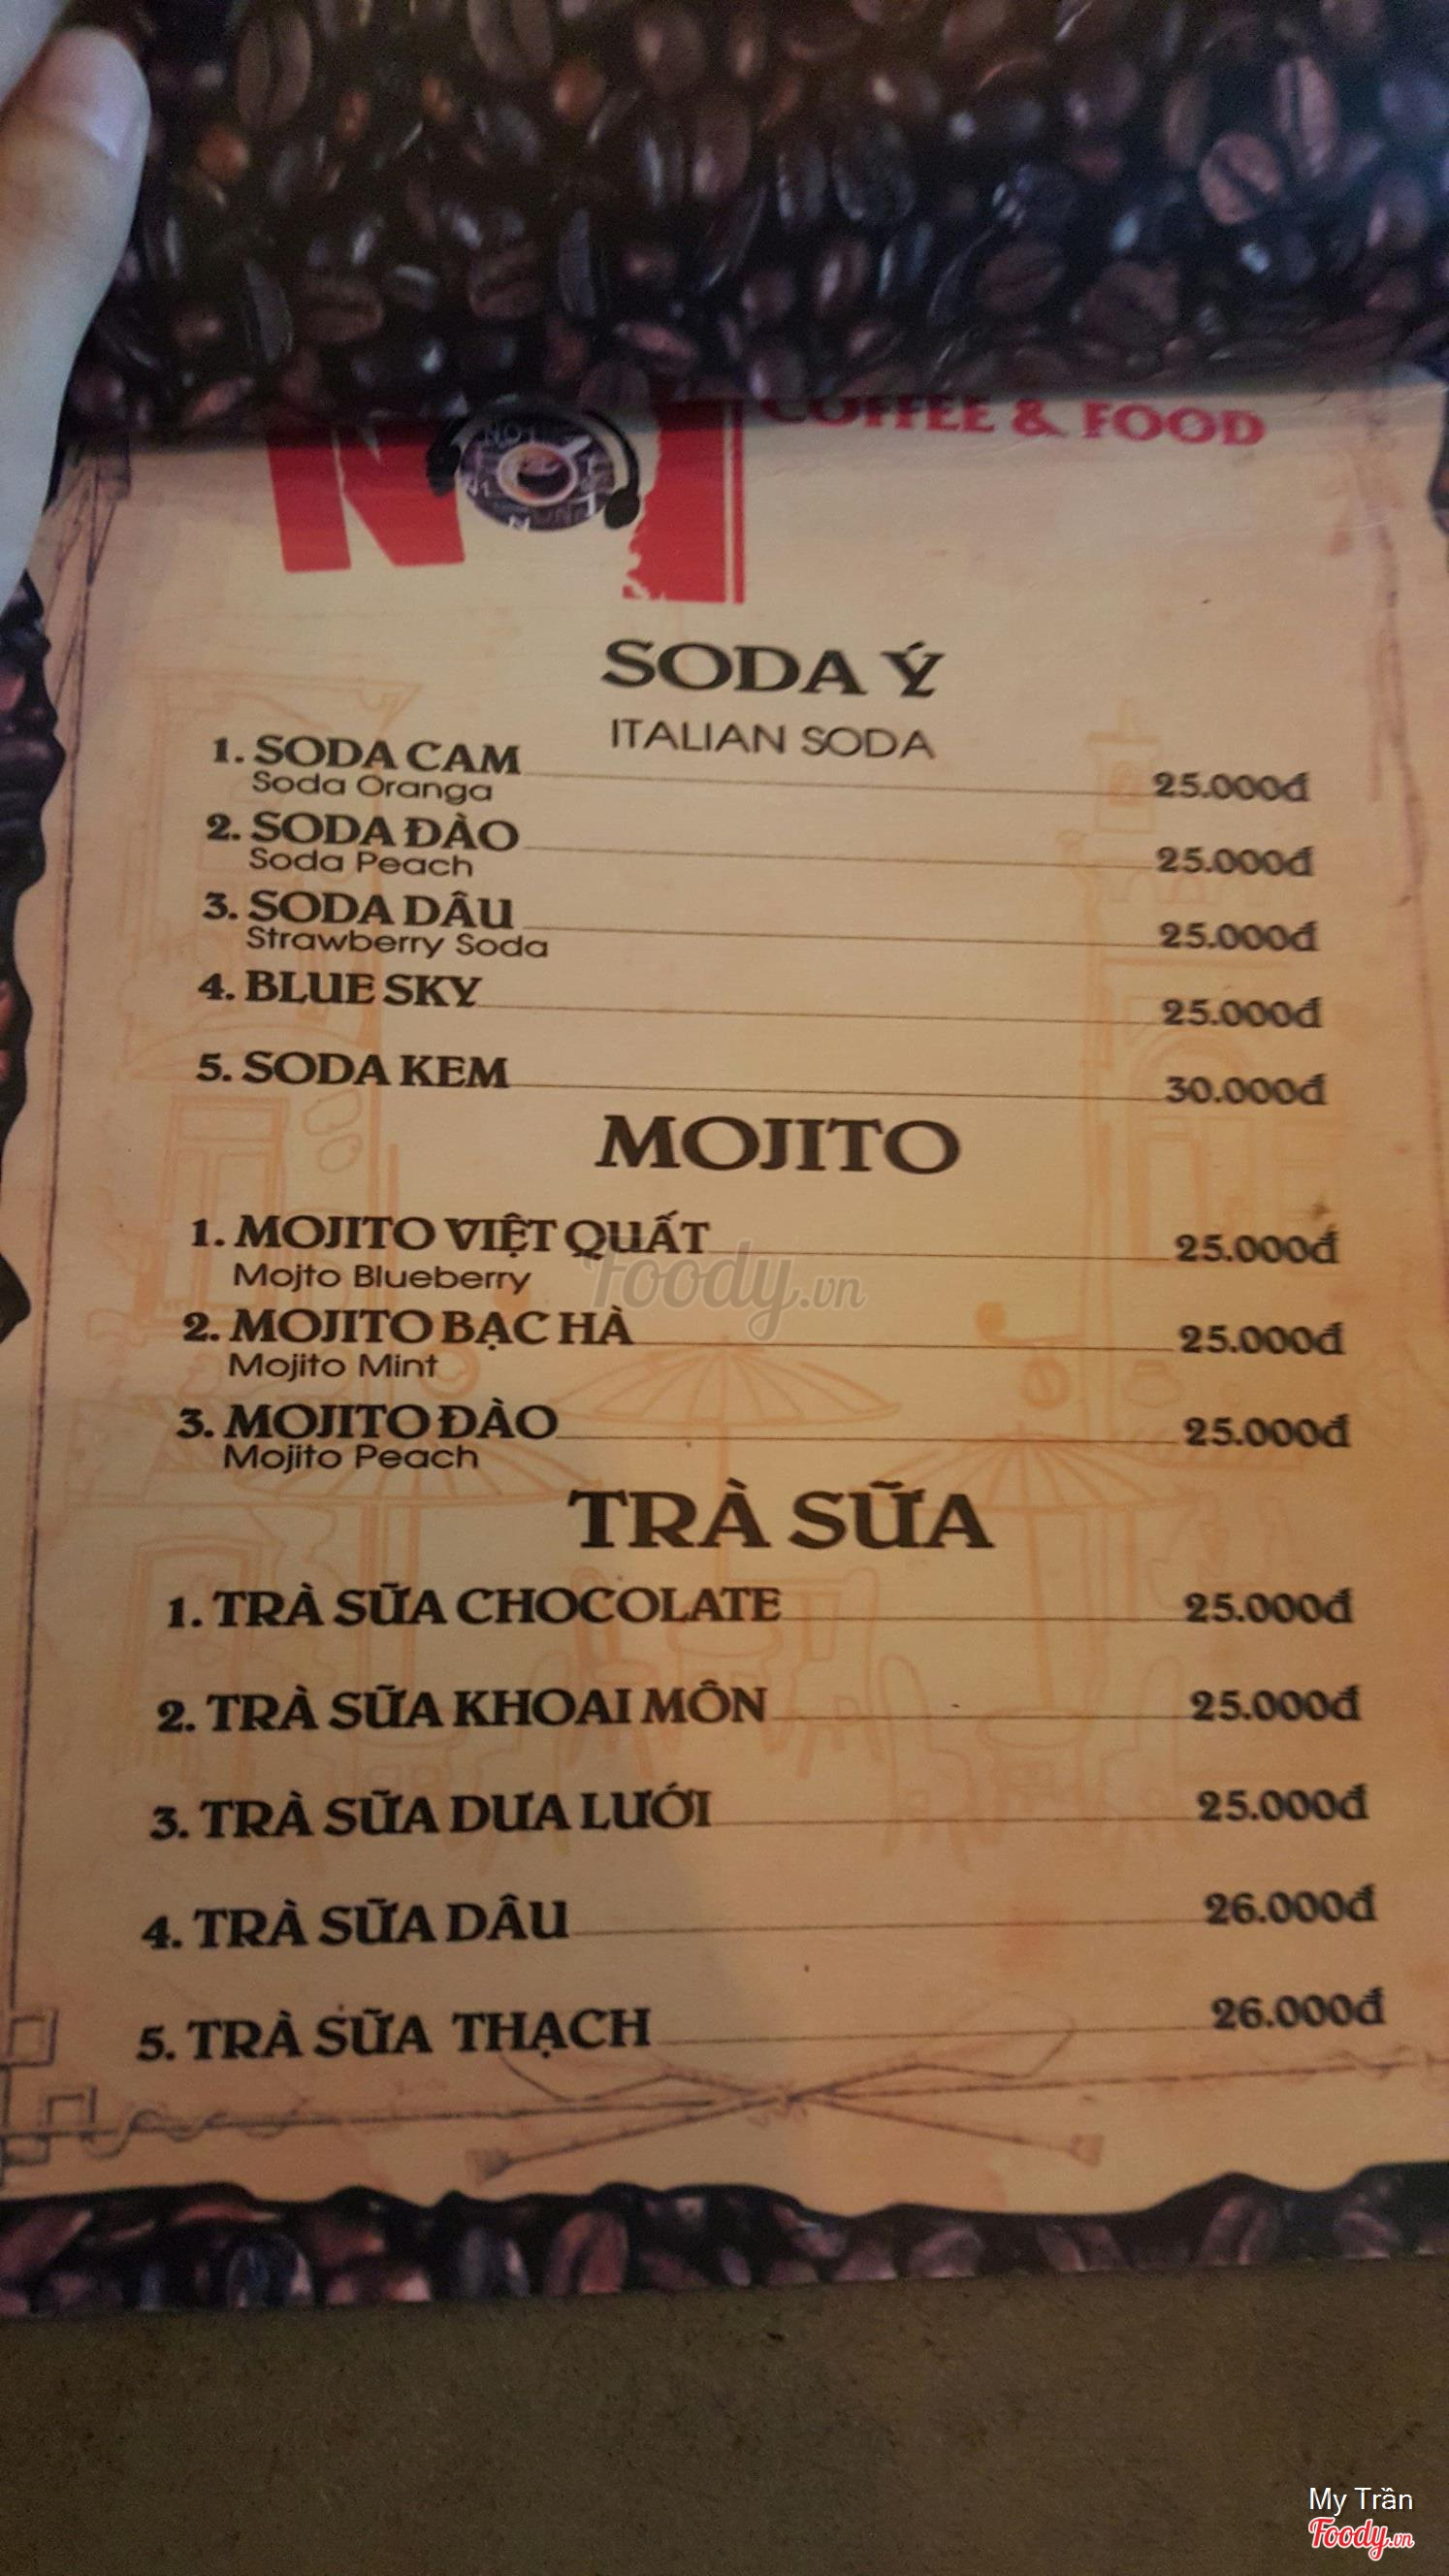 No1
COFFEE & FOOD
SODA Ý
ITALIAN SODA
1. SODA CAM 25.000đ
Soda Oranga
2. SODA ĐÀO 25.000đ
Soda Peach
3. SODA DÂU 25.000đ
Strawberry Soda
4. BLUE SKY 25.000đ
5. SODA KEM 30.000đ
MOJITO
1. MOJITO VIỆT QUẤT 25.000đ
Mojto Blueberry
Foody.vn
2. MOJITO BẠC HÀ 25.000đ
Mojito Mint
3. MOJITO ĐÀO 25.000đ
Mojito Peach
TRÀ SỮA
1. TRÀ SỮA CHOCOLATE 25.000đ
2. TRÀ SỮA KHOAI MÔN 25.000đ
3. TRÀ SỮA DƯA LƯỚI 25.000đ
4. TRÀ SỮA DÂU 26.000đ
5. TRÀ SỮA THẠCH 26.000đ
My Trần
Foody.vn